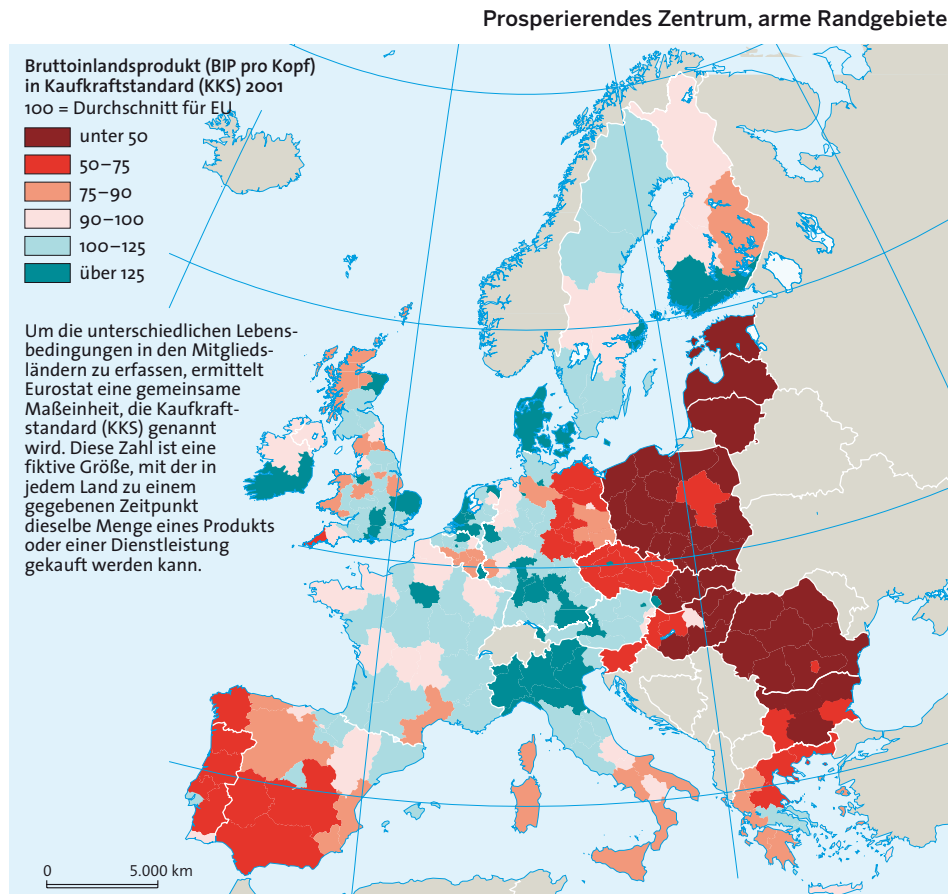 Prosperierendes Zentrum, arme Randgebiete
Bruttoinlandsprodukt (BIP pro Kopf)
in Kaufkraftstandard (KKS) 2001
100 = Durchschnitt für EU
unter 50
50–75
75–90
90–100
100–125
über 125
Um die unterschiedlichen Lebens-
bedingungen in den Mitglieds-
ländern zu erfassen, ermittelt
Eurostat eine gemeinsame
Maßeinheit, die Kaufkraft-
standard (KKS) genannt
wird. Diese Zahl ist eine
fiktive Größe, mit der in
jedem Land zu einem
gegebenen Zeitpunkt
dieselbe Menge eines Produkts
oder einer Dienstleistung
gekauft werden kann.
0 5.000 km